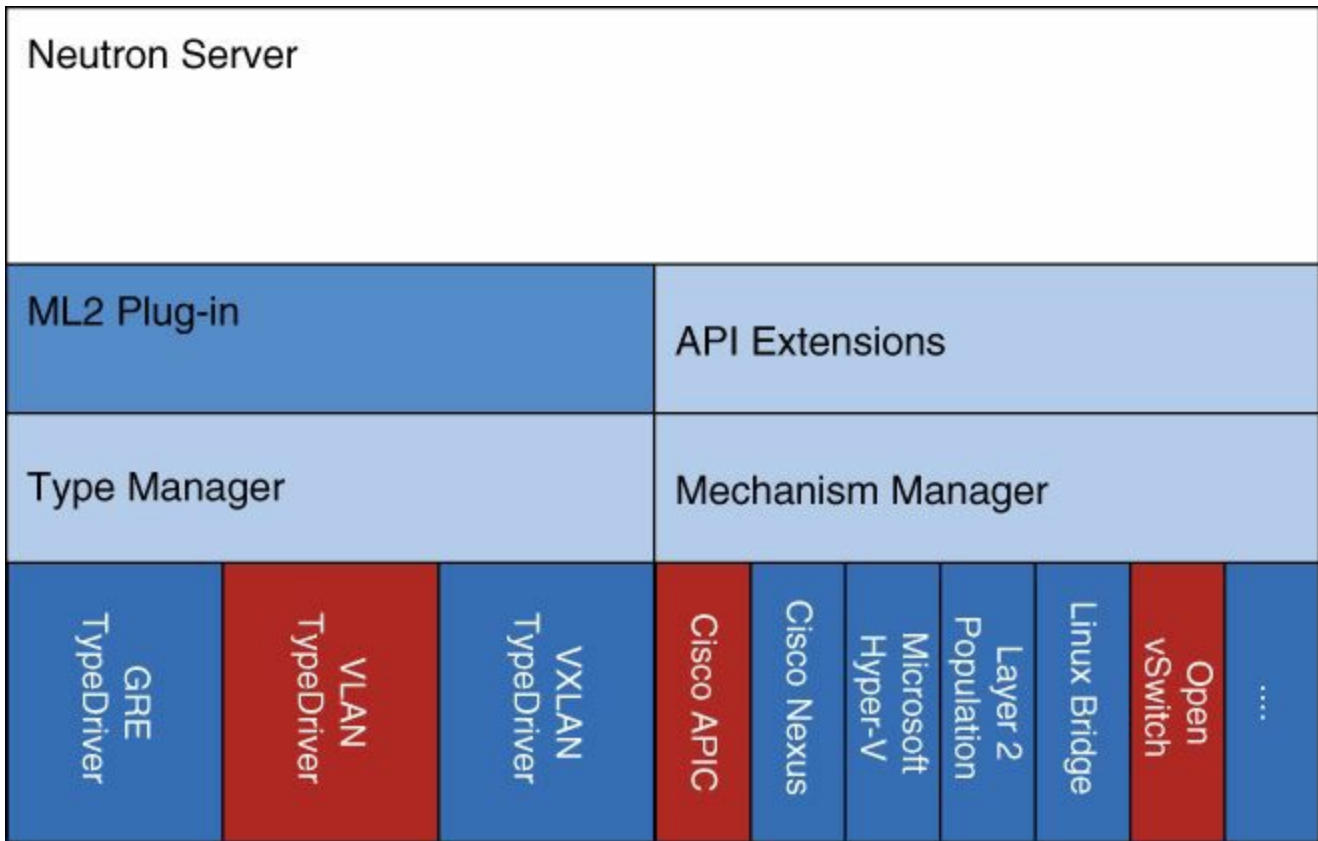 Neutron Server
ML2 Plug-in
API Extensions
Type Manager
Mechanism Manager
GRE
TypeDriver
VLAN
TypeDriver
VXLAN
TypeDriver
Cisco APIC
Cisco Nexus
Microsoft
Hyper-V
Layer 2
Population
Linux Bridge
Open
vSwitch
....